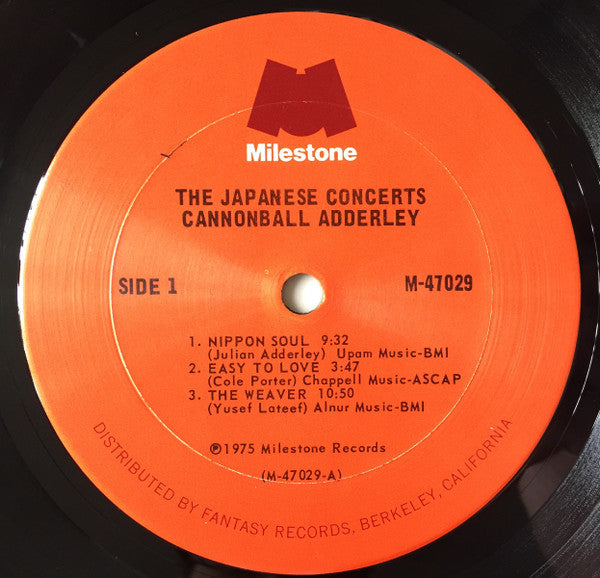 Milestone
THE JAPANESE CONCERTS
CANNONBALL ADDERLEY
SIDE 1
M-47029
1. NIPPON SOUL 9:32
(Julian Adderley) Upam Music-BMI
2. EASY TO LOVE 3:47
(Cole Porter) Chappell Music-ASCAP
3. THE WEAVER 10:50
(Yusef Lateef) Alnur Music-BMI
℗1975 Milestone Records
(M-47029-A)
DISTRIBUTED BY FANTASY RECORDS, BERKELEY, CALIFORNIA